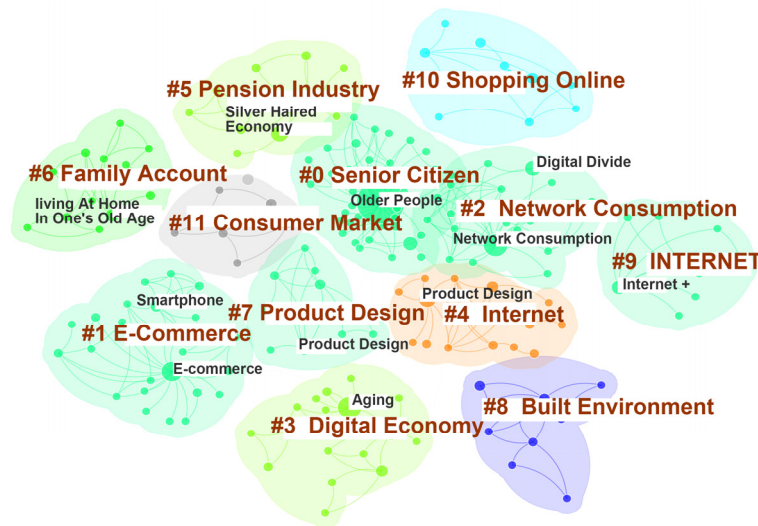 #5 Pension Industry
Silver Haired
Economy
#10 Shopping Online
#6 Family Account
living At Home
In One's Old Age
#0 Senior Citizen
Older People
Digital Divide
#2 Network Consumption
Network Consumption
#11 Consumer Market
#9 INTERNET
Internet +
Smartphone
#1 E-Commerce
E-commerce
#7 Product Design
Product Design
Product Design
#4 Internet
Aging
#3 Digital Economy
#8 Built Environment